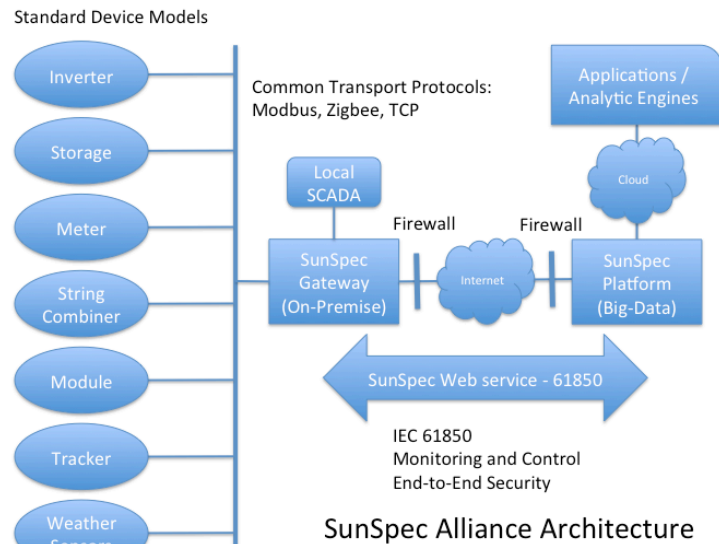 Standard Device Models
Inverter
Storage
Meter
String
Combiner
Module
Tracker
Weather
Common Transport Protocols:
Modbus, Zigbee, TCP
Local
SCADA
SunSpec
Gateway
(On-Premise)
Firewall
Internet
Firewall
Applications /
Analytic Engines
Cloud
SunSpec
Platform
(Big-Data)
SunSpec Web service - 61850
IEC 61850
Monitoring and Control
End-to-End Security
SunSpec Alliance Architecture